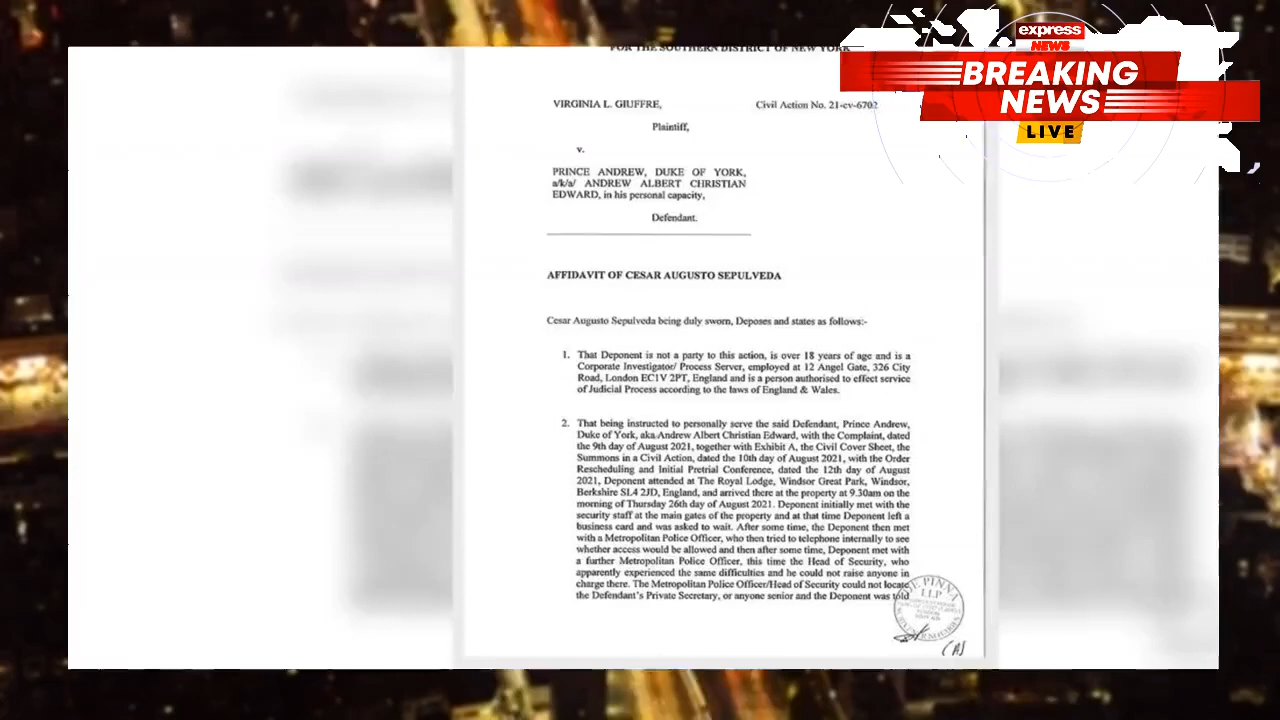 express
NEWS
BREAKING
NEWS
LIVE
FOR THE SOUTHERN DISTRICT OF NEW YORK
VIRGINIA L. GIUFFRE,
Civil Action No. 21-cv-6702
Plaintiff,
v.
PRINCE ANDREW, DUKE OF YORK,
a/k/a/ ANDREW ALBERT CHRISTIAN
EDWARD, in his personal capacity,
Defendant.
AFFIDAVIT OF CESAR AUGUSTO SEPULVEDA
Cesar Augusto Sepulveda being duly sworn, Deposes and states as follows:-
1. That Deponent is not a party to this action, is over 18 years of age and is a
Corporate Investigator/ Process Server, employed at 12 Angel Gate, 326 City
Road, London EC1V 2PT, England and is a person authorised to effect service
of Judicial Process according to the laws of England & Wales.
2. That being instructed to personally serve the said Defendant, Prince Andrew,
Duke of York, aka Andrew Albert Christian Edward, with the Complaint, dated
the 9th day of August 2021, together with Exhibit A, the Civil Cover Sheet, the
Summons in a Civil Action, dated the 10th day of August 2021, with the Order
Rescheduling and Initial Pretrial Conference, dated the 12th day of August
2021, Deponent attended at The Royal Lodge, Windsor Great Park, Windsor,
Berkshire SL4 2JD, England, and arrived there at the property at 9.30am on the
morning of Thursday 26th day of August 2021. Deponent initially met with the
security staff at the main gates of the property and at that time Deponent left a
business card and was asked to wait. After some time, the Deponent then met
with a Metropolitan Police Officer, who then tried to telephone internally to see
whether access would be allowed and then after some time, Deponent met with
a further Metropolitan Police Officer, this time the Head of Security, who
apparently experienced the same difficulties and he could not raise anyone in
charge there. The Metropolitan Police Officer/Head of Security could not locate
the Defendant's Private Secretary, or anyone senior and the Deponent was told
PINNA
LLP